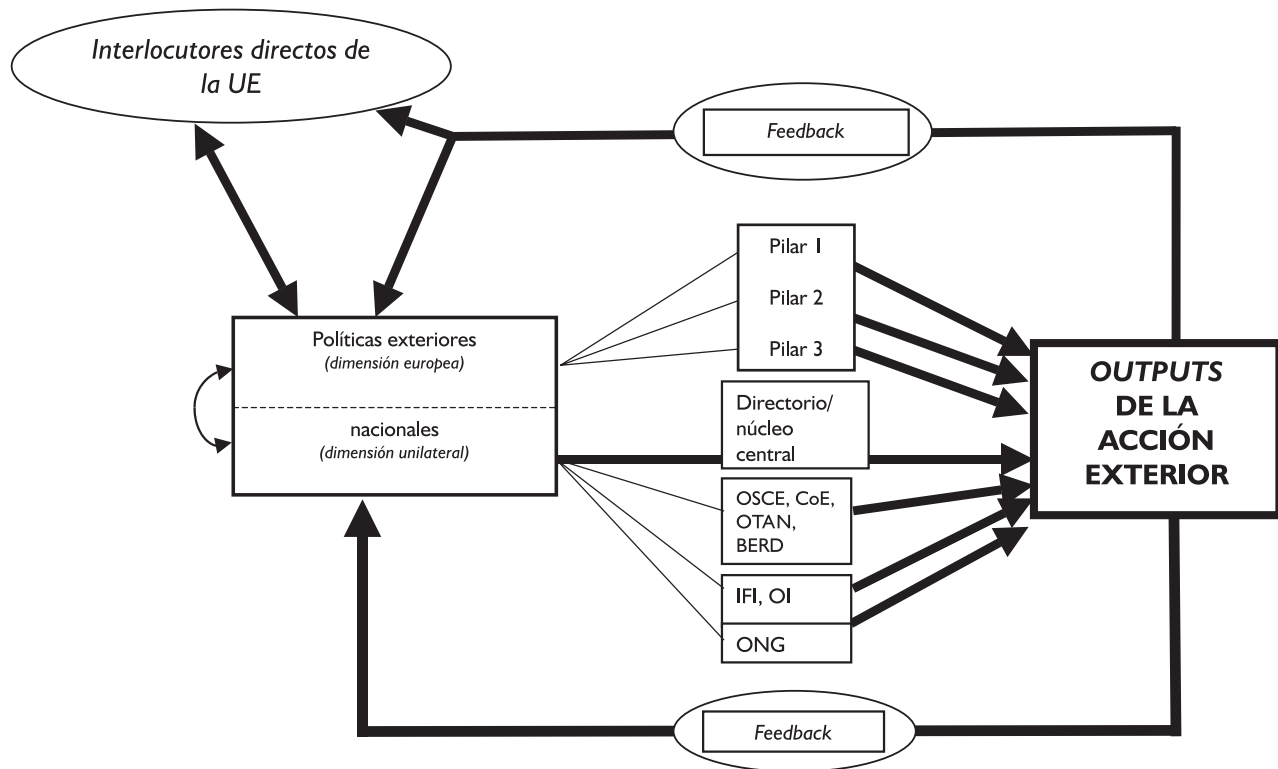 Interlocutores directos de
la UE
Feedback
Pilar 1
Pilar 2
Pilar 3
Políticas exteriores
(dimensión europea)
nacionales
(dimensión unilateral)
Directorio/
núcleo
central
OSCE, CoE,
OTAN,
BERD
IFI, OI
ONG
OUTPUTS
DE LA
ACCIÓN
EXTERIOR
Feedback